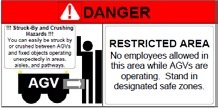 DANGER
!!! Struck-By and Crushing
Hazards !!!
You can easily be struck by
or crushed between AGVs
and fixed objects operating
unexpectedly in areas,
aisles, and pathways.
AGV
RESTRICTED AREA
No employees allowed in
this area while AGVs are
operating. Stand in
designated safe zones.